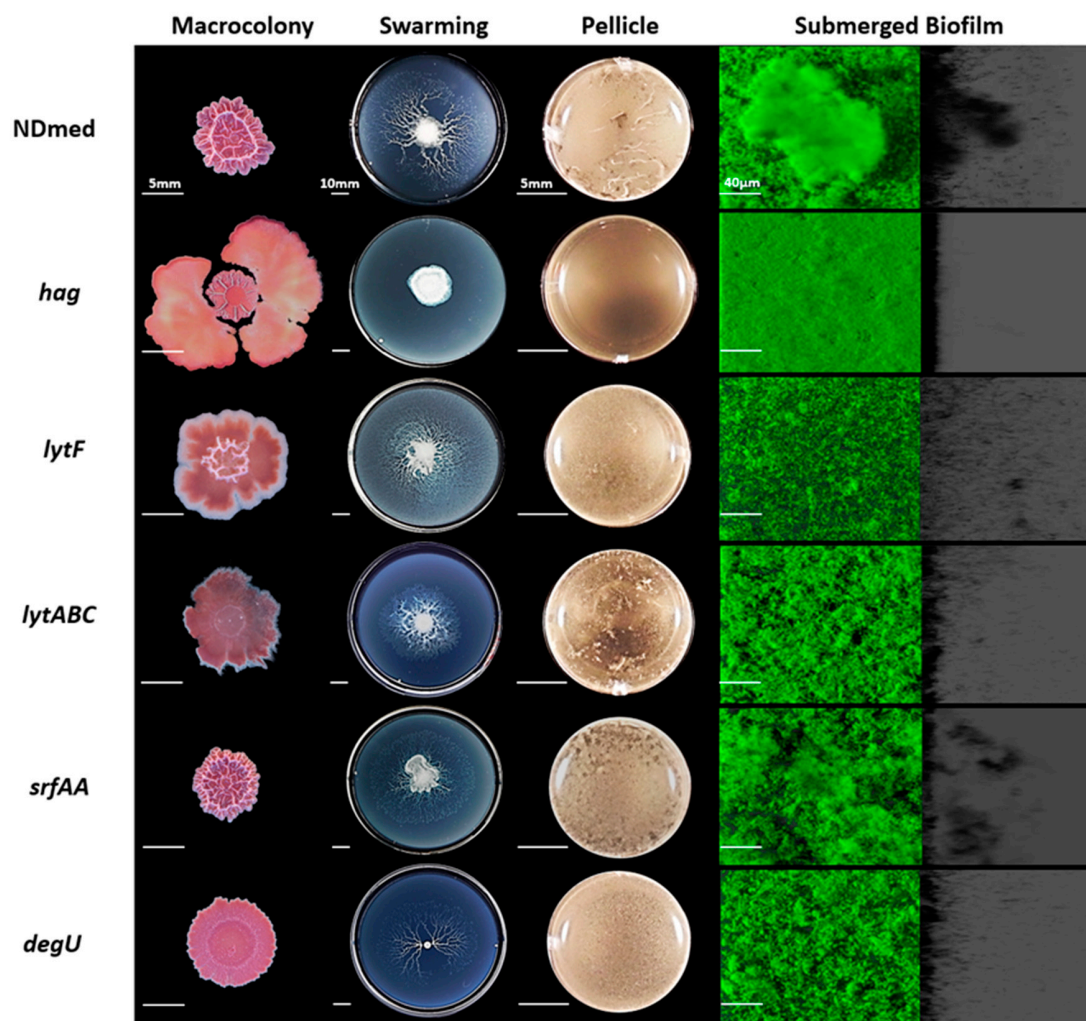 Macrocolony Swarming Pellicle Submerged Biofilm
NDmed
5mm 10mm 5mm 40µm
hag
lytF
lytABC
srfAA
degU